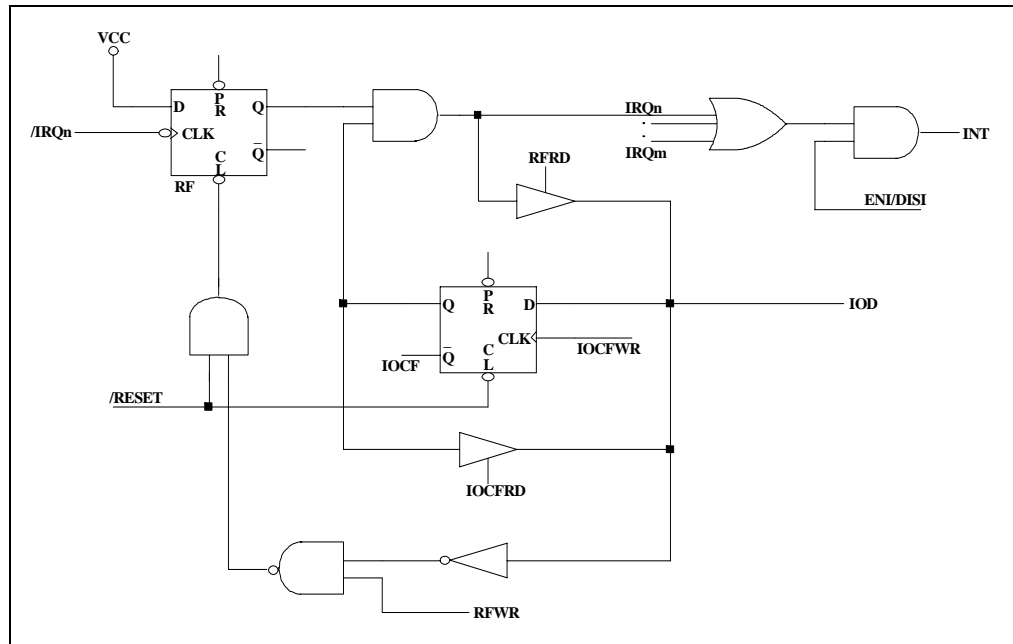 VCC
D
P
R
Q
/IRQn
CLK
C
L
Q
RF
IRQn
:
IRQm
INT
RFRD
ENI/DISI
Q
P
R
D
IOD
CLK
IOCFWR
IOCF
Q
C
L
/RESET
IOCFRD
RFWR